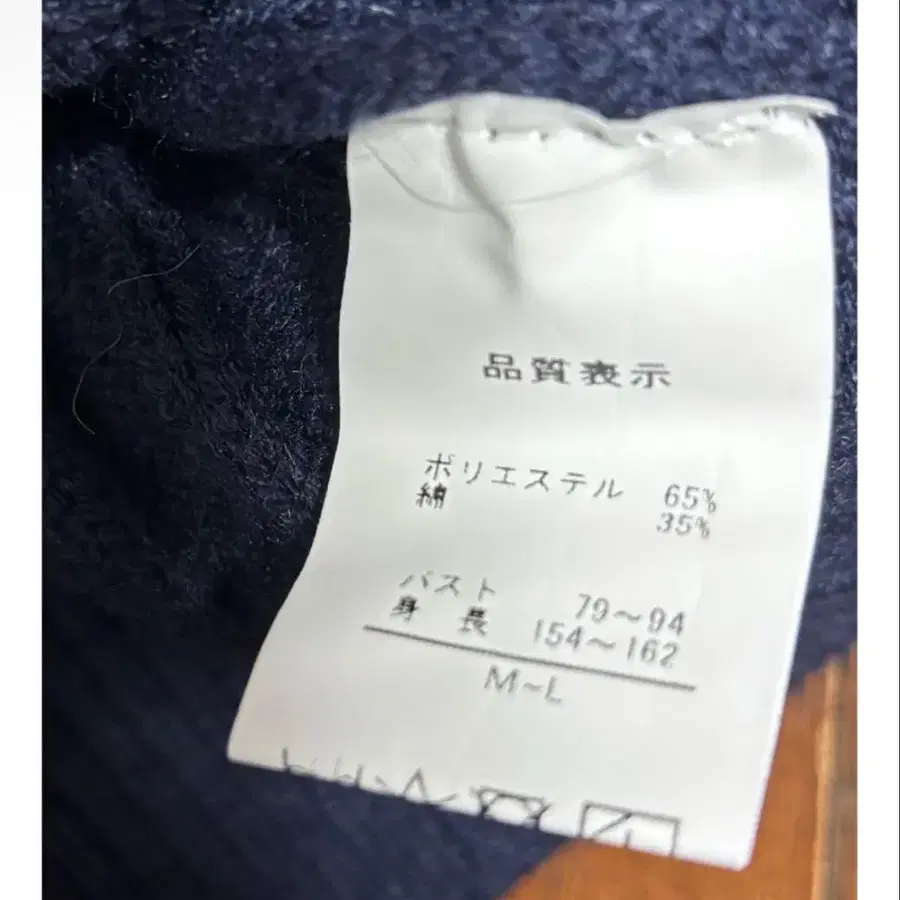 品質表示
ポリエステル 65%
綿 35%
バスト 79～94
身長 154～162
M～L